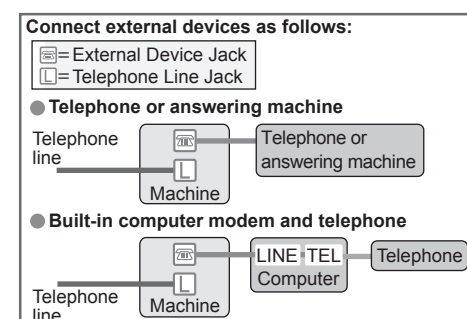 Connect external devices as follows:
= External Device Jack
L = Telephone Line Jack
Telephone or answering machine
Telephone
line
L
Machine
Telephone or
answering machine
Built-in computer modem and telephone
LINE TEL
Computer
Telephone
L
Machine
Telephone
line